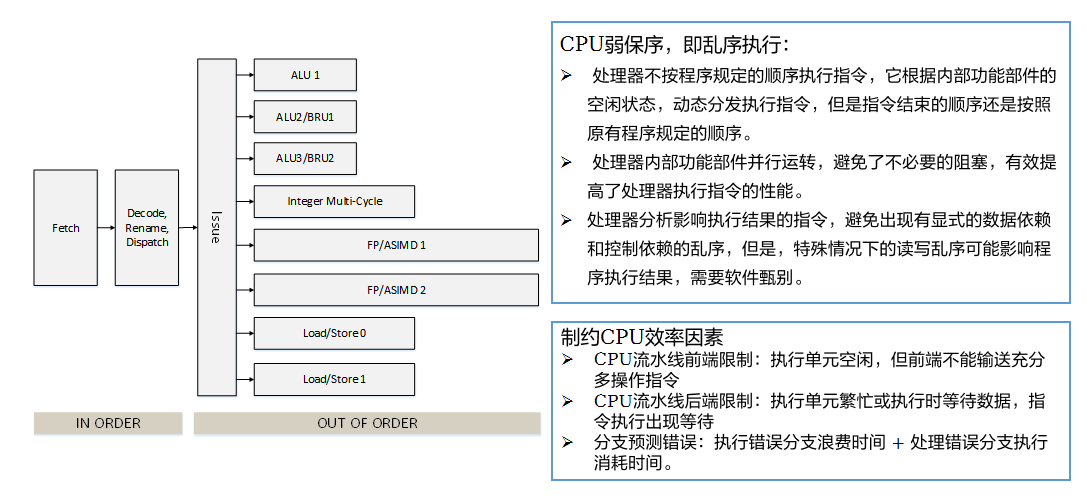 Fetch
Decode,
Rename,
Dispatch
Issue
ALU 1
ALU2/BRU1
ALU3/BRU2
Integer Multi-Cycle
FP/ASIMD 1
FP/ASIMD 2
Load/Store 0
Load/Store 1
IN ORDER
OUT OF ORDER
CPU弱保序，即乱序执行：
➢ 处理器不按程序规定的顺序执行指令，它根据内部功能部件的
空闲状态，动态分发执行指令，但是指令结束的顺序还是按照
原有程序规定的顺序。
➢ 处理器内部功能部件并行运转，避免了不必要的阻塞，有效提
高了处理器执行指令的性能。
➢ 处理器分析影响执行结果的指令，避免出现有显式的数据依赖
和控制依赖的乱序，但是，特殊情况下的读写乱序可能影响程
序执行结果，需要软件甄别。
制约CPU效率因素
➢ CPU流水线前端限制：执行单元空闲，但前端不能输送充分
多操作指令
➢ CPU流水线后端限制：执行单元繁忙或执行时等待数据，指
令执行出现等待
➢ 分支预测错误：执行错误分支浪费时间 + 处理错误分支执行
消耗时间。